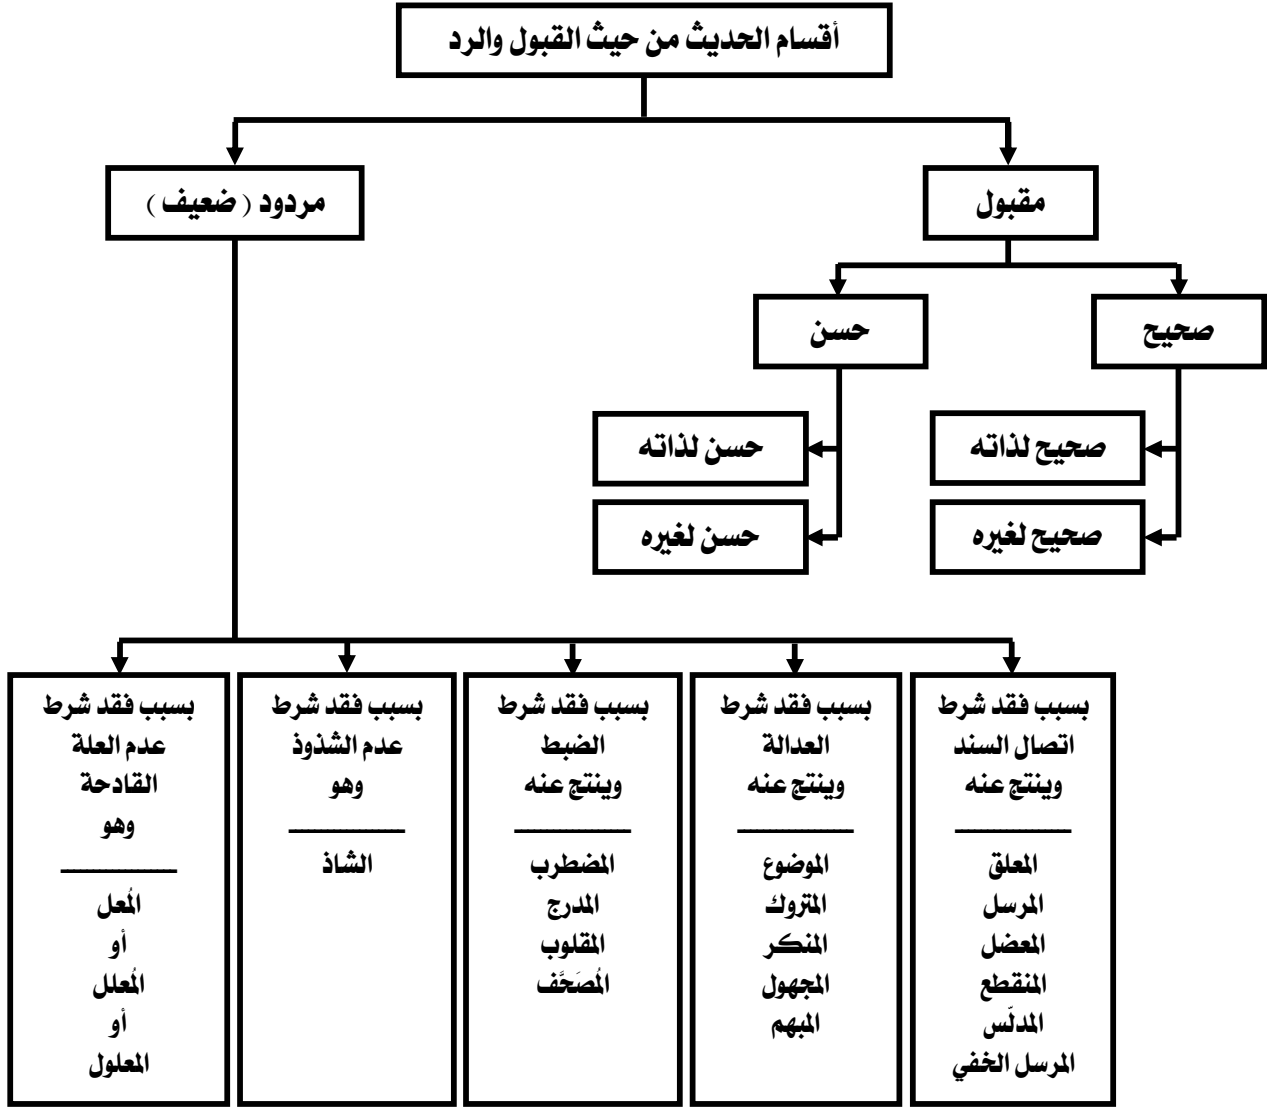 أقسام الحديث من حيث القبول والرد
مقبول
مردود ( ضعيف )
صحيح
حسن
صحيح لذاته
صحيح لغيره
حسن لذاته
حسن لغيره
بسبب فقد شرط
اتصال السند
وينتج عنه
المعلق
المرسل
المعضل
المنقطع
المدلّس
المرسل الخفي
بسبب فقد شرط
العدالة
وينتج عنه
الموضوع
المتروك
المنكر
المجهول
المبهم
بسبب فقد شرط
الضبط
وينتج عنه
المضطرب
المدرج
المقلوب
المُصَحَّف
بسبب فقد شرط
عدم الشذوذ
وهو
الشاذ
بسبب فقد شرط
عدم العلة
القادحة
وهو
المُعل
أو
المُعلل
أو
المعلول